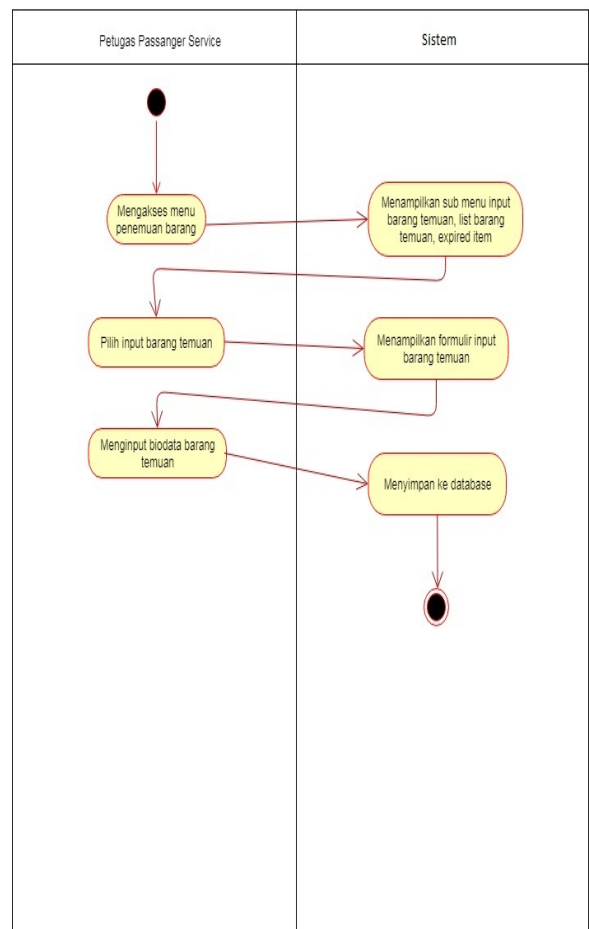 Petugas Passanger Service
Sistem
Mengakses menu
penemuan barang
Menampilkan sub menu input
barang temuan, list barang
temuan, expired item
Pilih input barang temuan
Menampilkan formulir input
barang temuan
Menginput biodata barang
temuan
Menyimpan ke database